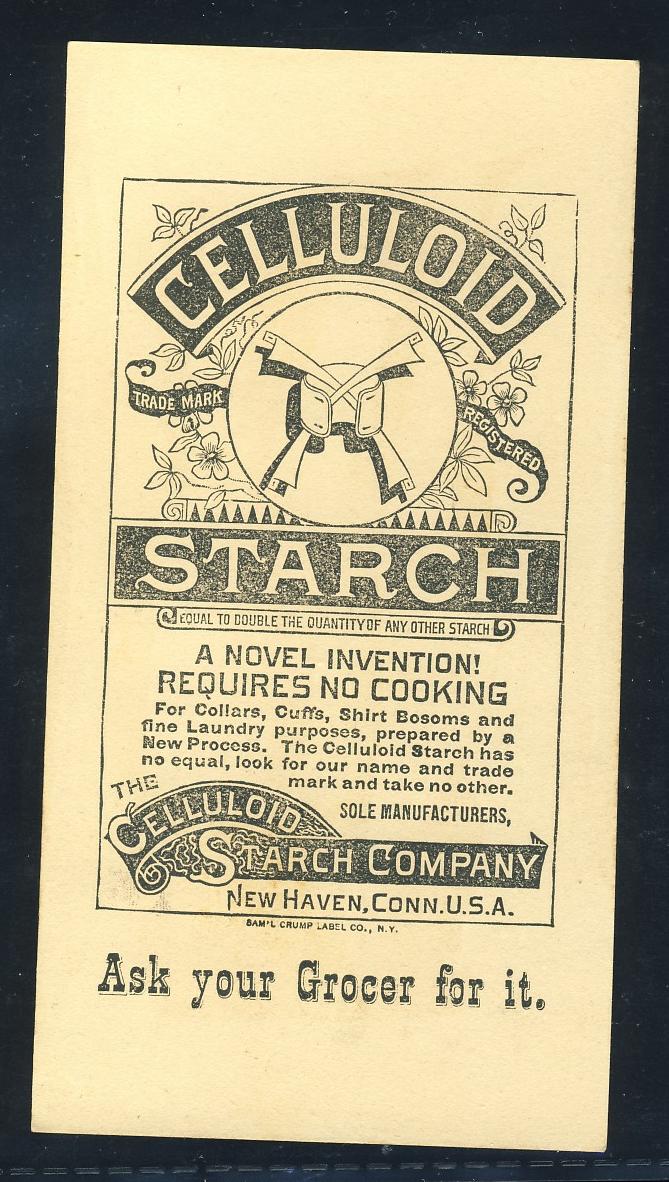 CELLULOID
TRADE MARK
REGISTERED
STARCH
EQUAL TO DOUBLE THE QUANTITY OF ANY OTHER STARCH
A NOVEL INVENTION!
REQUIRES NO COOKING
For Collars, Cuffs, Shirt Bosoms and
fine Laundry purposes, prepared by a
New Process. The Celluloid Starch has
no equal, look for our name and trade
mark and take no other.
THE
CELLULOID
SOLE MANUFACTURERS,
STARCH COMPANY
NEW HAVEN, CONN. U.S.A.
SAM'L CRUMP LABEL CO., N.Y.
Ask your Grocer for it.